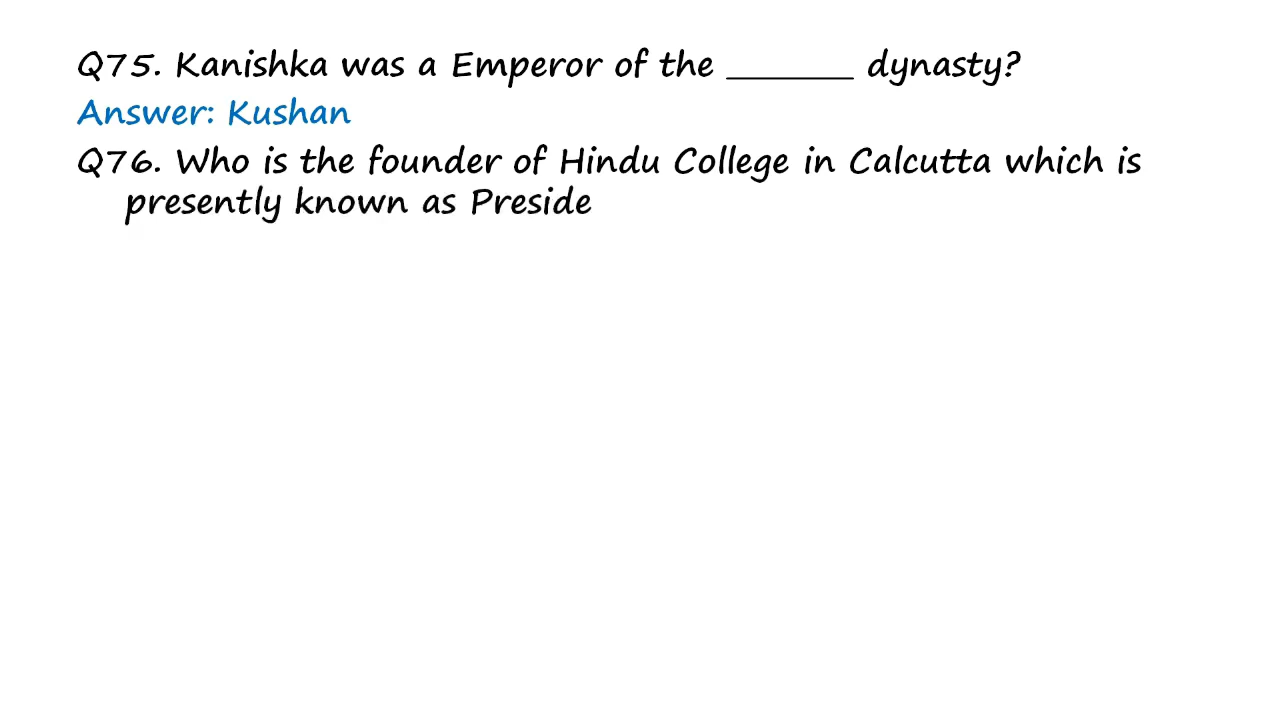 Q75. Kanishka was a Emperor of the _______ dynasty?
Answer: Kushan
Q76. Who is the founder of Hindu College in Calcutta which is
presently known as Preside